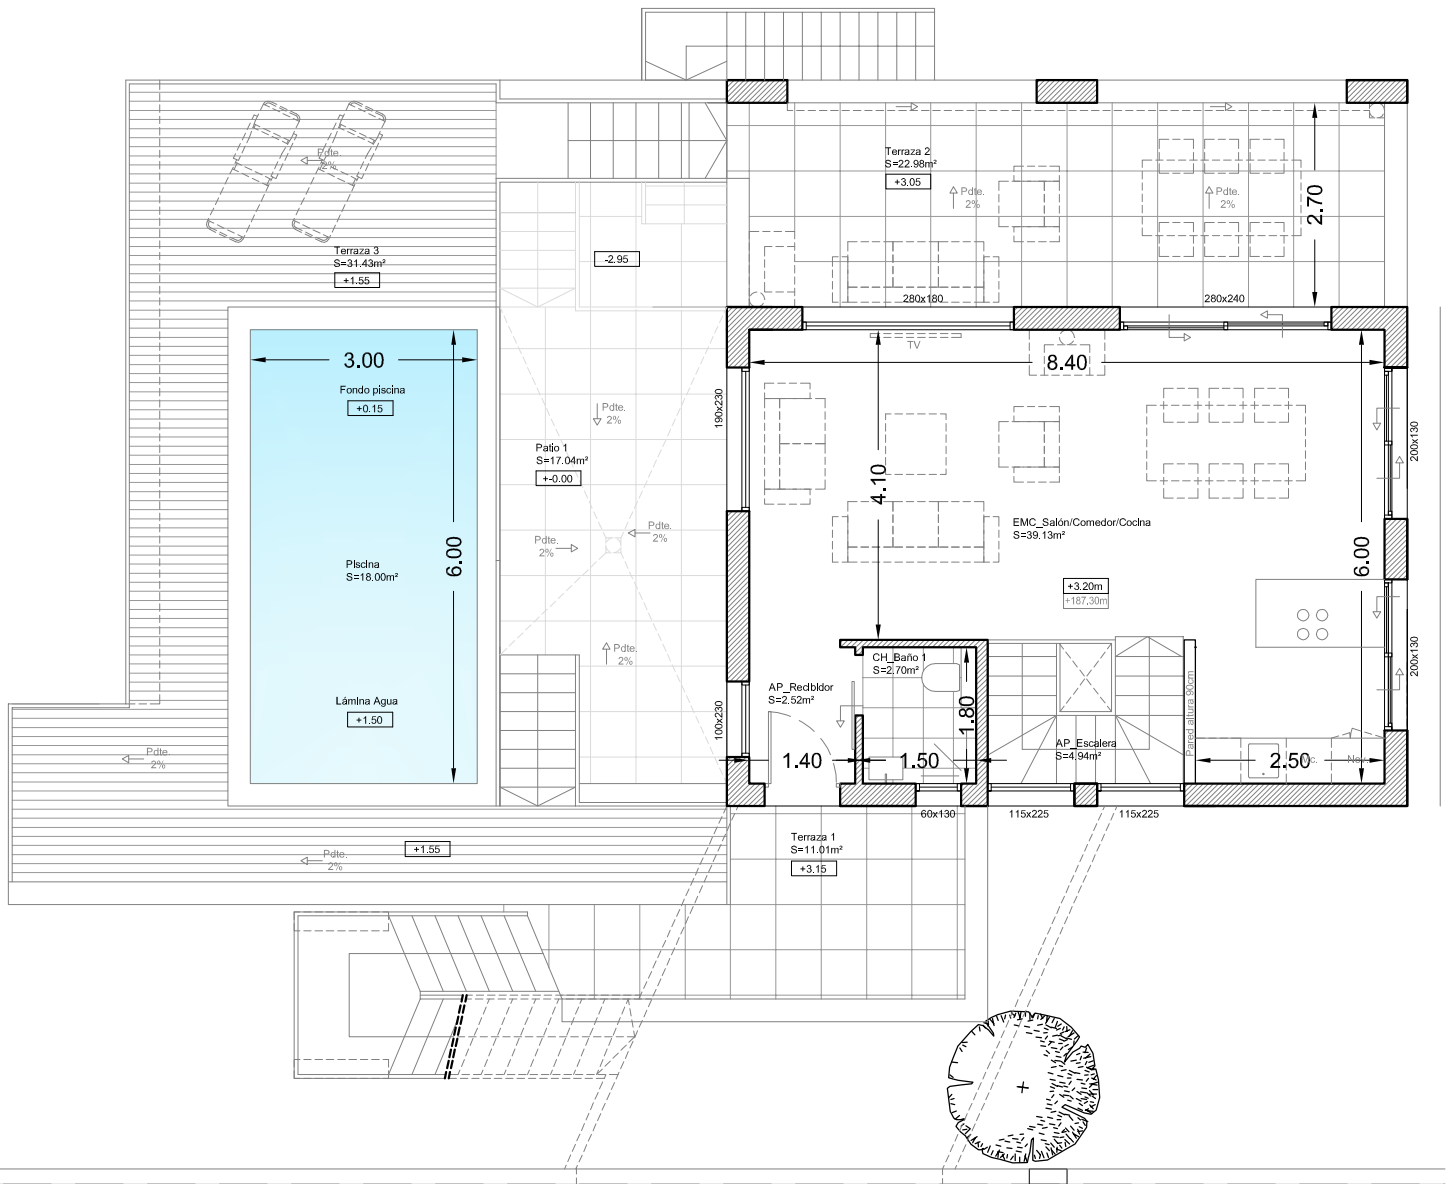 Terraza 2
S=22.98m²
+3.05
Pdte.
2%
Pdte.
2%
Pdte.
2%
2.70
Terraza 3
S=31.43m²
+1.55
-2.95
280x180
280x240
TV
3.00
8.40
Fondo piscina
+0.15
190x230
Pdte.
2%
200x130
Patio 1
S=17.04m²
+-0.00
4.10
EMC_Salón/Comedor/Cocina
S=39.13m²
Pdte.
2%
Pdte.
2%
6.00
6.00
Piscina
S=18.00m²
+3.20m
+187,30m
Pdte.
2%
CH_Baño 1
S=2.70m²
200x130
AP_Recibidor
S=2.52m²
Lámina Agua
+1.50
100x230
1.80
Pared altura 90cm
AP_Escalera
S=4.94m²
Pdte.
2%
1.40
1.50
2.50
Nev.
60x130
115x225
115x225
Terraza 1
S=11.01m²
+3.15
+1.55
Pdte.
2%